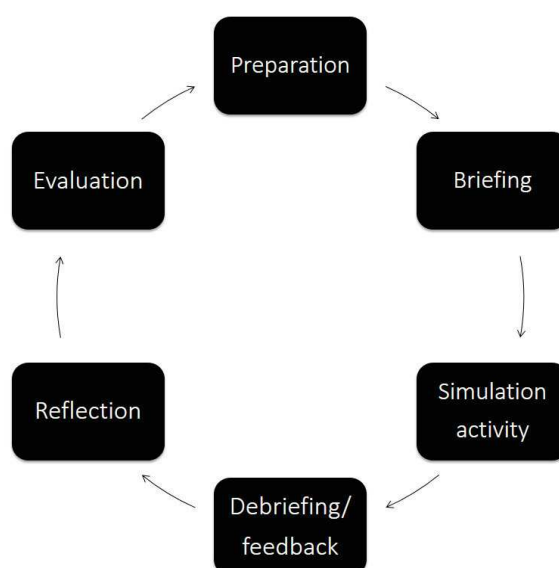 Preparation
Briefing
Simulation
activity
Debriefing/
feedback
Reflection
Evaluation